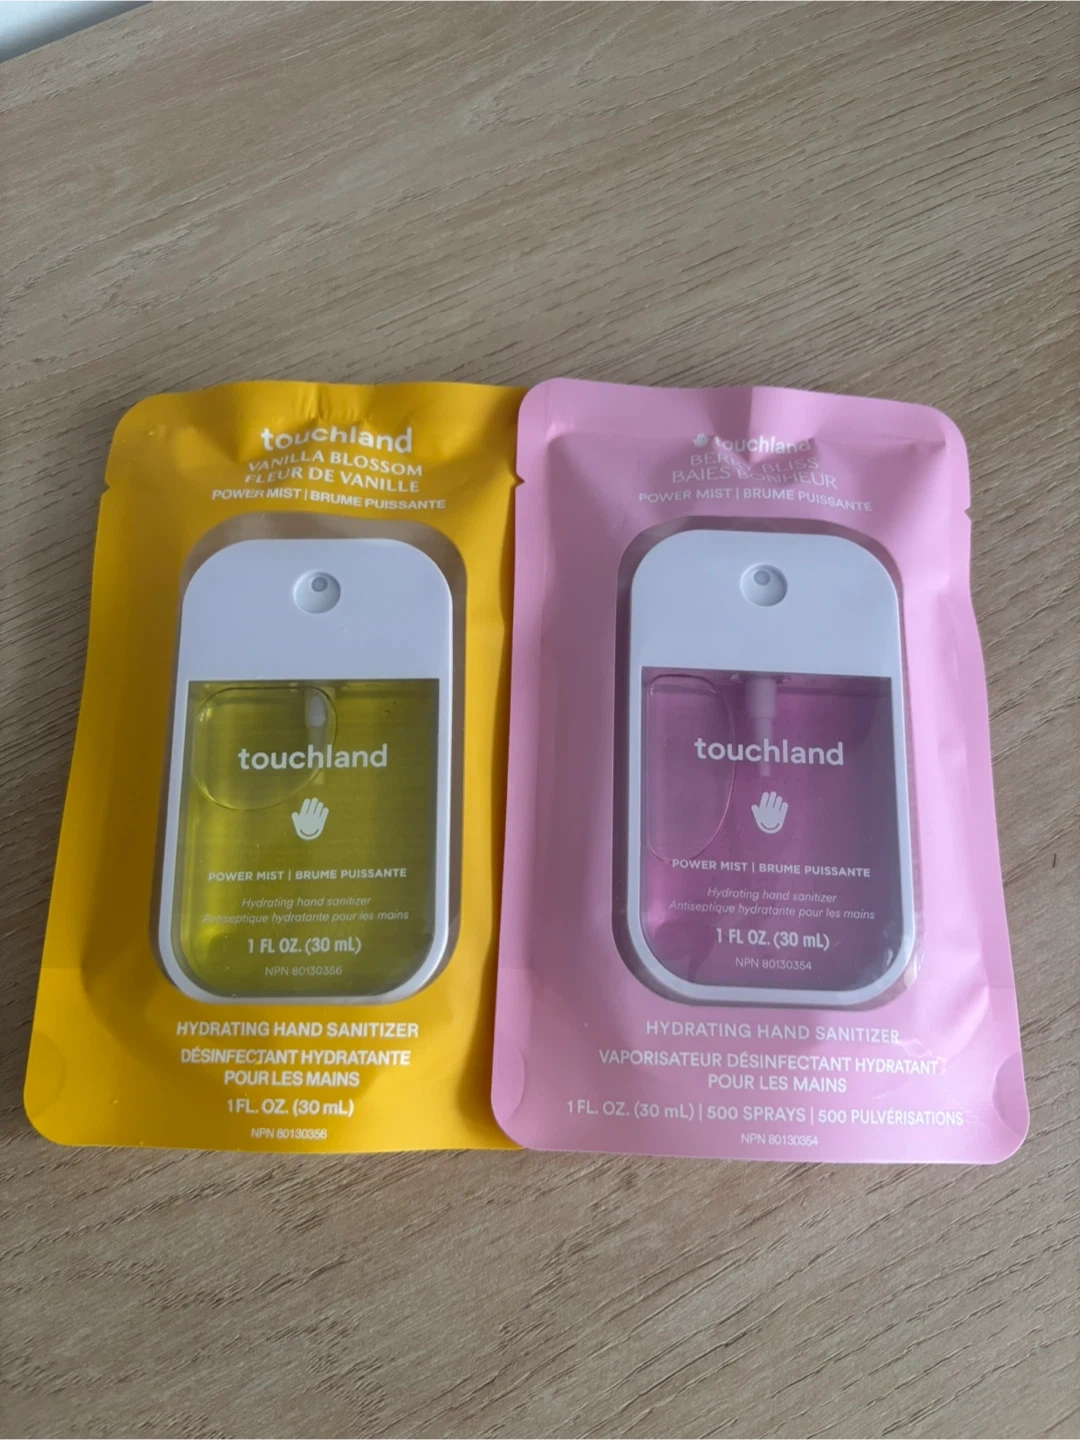 touchland
VANILLA BLOSSOM
FLEUR DE VANILLE
POWER MIST | BRUME PUISSANTE
touchland
POWER MIST | BRUME PUISSANTE
Hydrating hand sanitizer
Antiseptique hydratante pour les mains
1 FL OZ. (30 mL)
NPN 80130356
HYDRATING HAND SANITIZER
DÉSINFECTANT HYDRATANTE
POUR LES MAINS
1 FL. OZ. (30 mL)
NPN 80130356
touchland
BLISS
BAIES BONHEUR
POWER MIST | BRUME PUISSANTE
touchland
POWER MIST | BRUME PUISSANTE
Hydrating hand sanitizer
Antiseptique hydratante pour les mains
1 FL OZ. (30 mL)
NPN 80130354
HYDRATING HAND SANITIZER
VAPORISATEUR DÉSINFECTANT HYDRATANT
POUR LES MAINS
1 FL. OZ. (30 mL) | 500 SPRAYS | 500 PULVÉRISATIONS
NPN 80130354